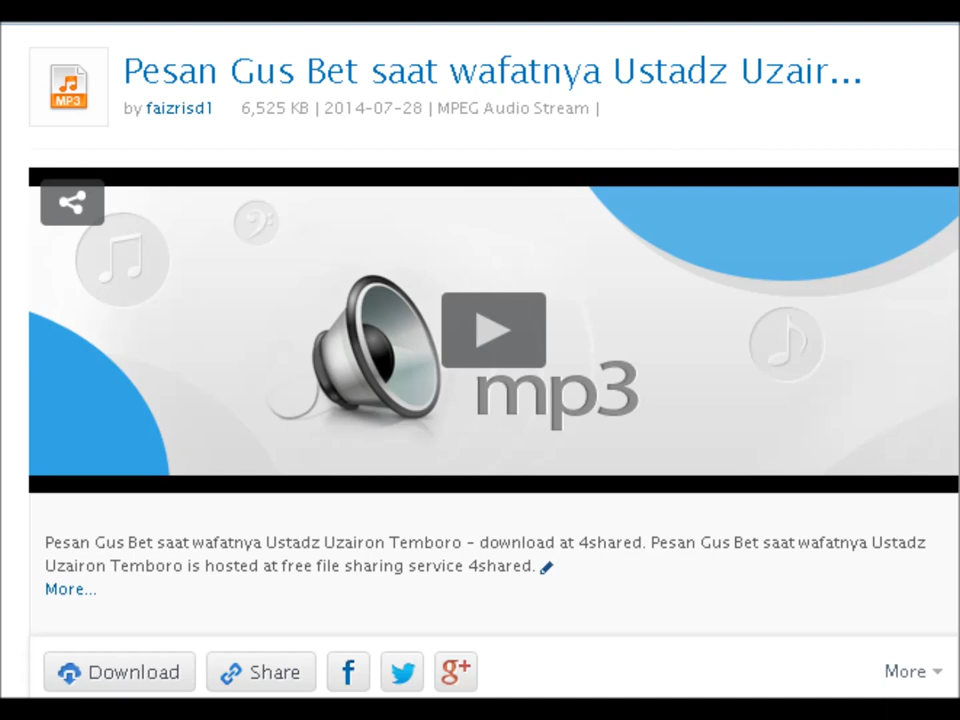 Pesan Gus Bet saat wafatnya Ustadz Uzair...
MP3
by faizrisd1 6,525 KB | 2014-07-28 | MPEG Audio Stream |
mp3
Pesan Gus Bet saat wafatnya Ustadz Uzairon Temboro - download at 4shared. Pesan Gus Bet saat wafatnya Ustadz
Uzairon Temboro is hosted at free file sharing service 4shared.
More...
Download Share f g+ More